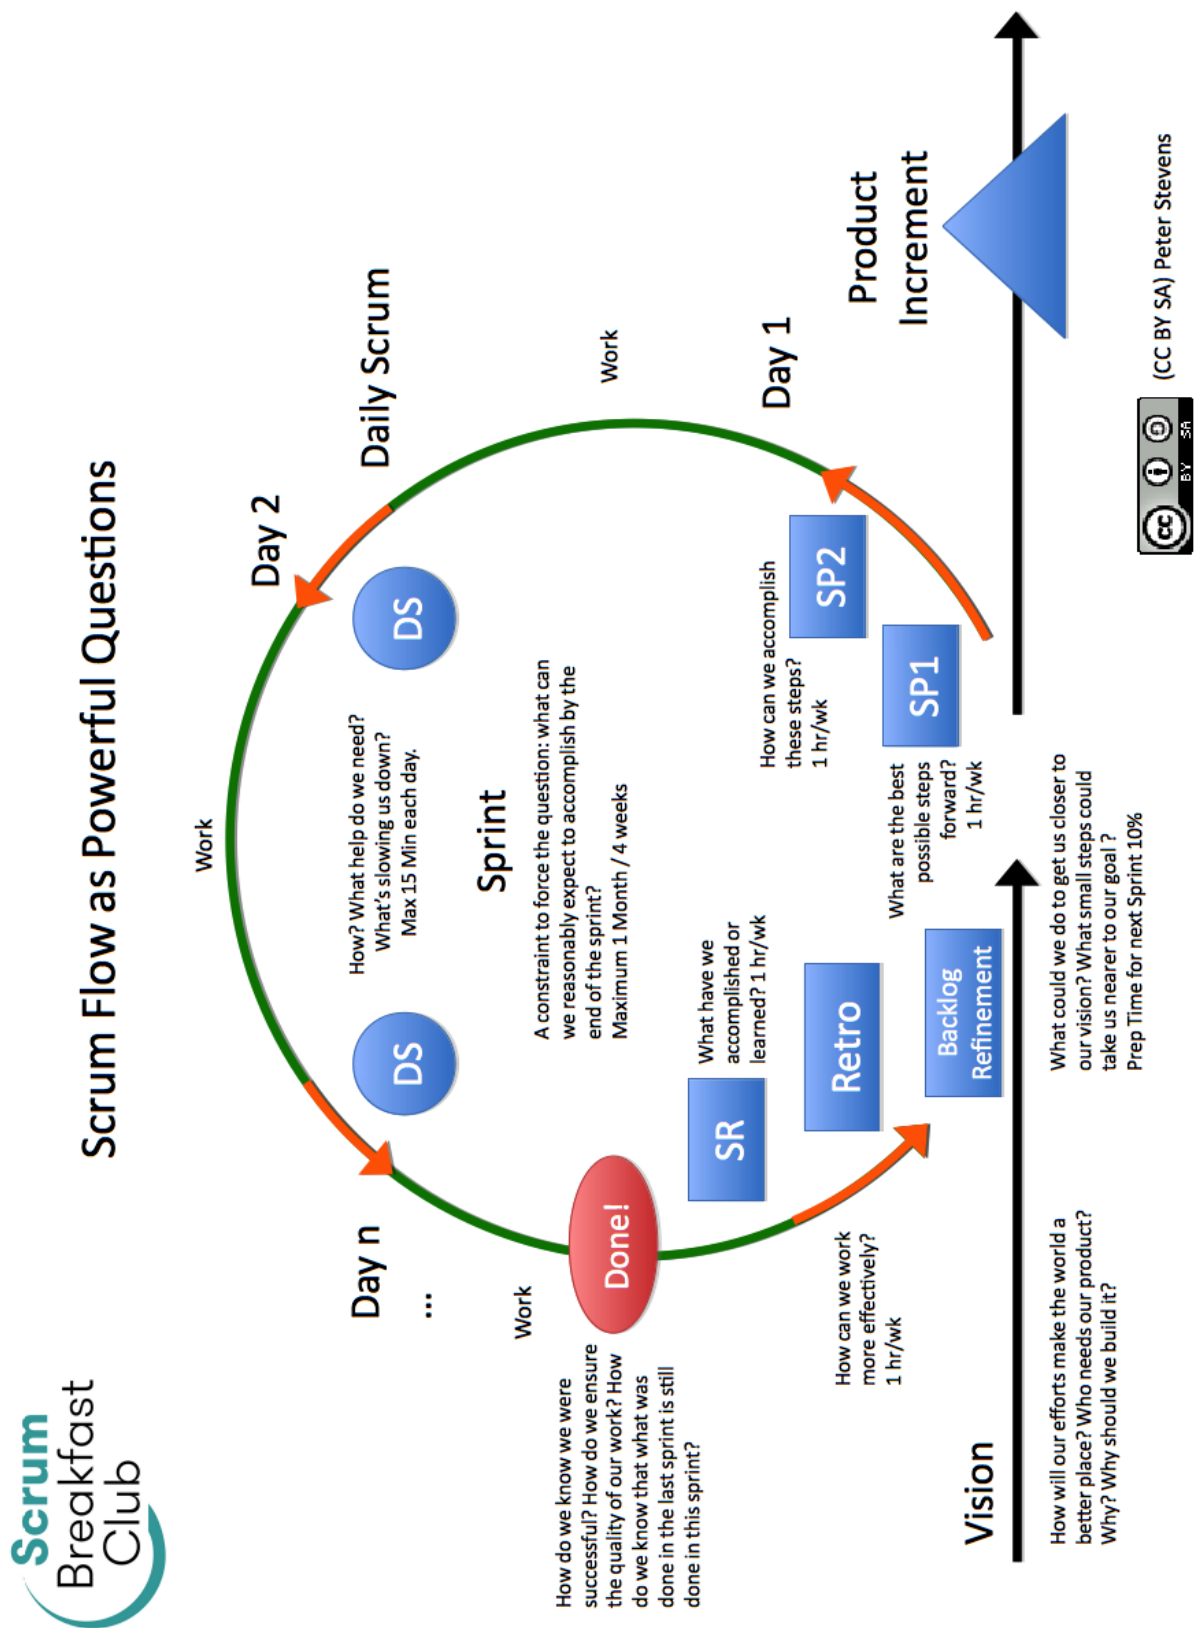 Scrum
Breakfast
Club
Scrum Flow as Powerful Questions
Work
Day 2
Daily Scrum
Day n
...
DS
How? What help do we need?
What's slowing us down?
Max 15 Min each day.
DS
Sprint
A constraint to force the question: what can
we reasonably expect to accomplish by the
end of the sprint?
Maximum 1 Month / 4 weeks
Work
Work
Done!
How do we know we were
successful? How do we ensure
the quality of our work? How
do we know that what was
done in the last sprint is still
done in this sprint?
SR
What have we
accomplished or
learned? 1 hr/wk
How can we accomplish
these steps?
1 hr/wk
SP2
Day 1
Retro
How can we work
more effectively?
1 hr/wk
What are the best
possible steps
forward?
1 hr/wk
SP1
Product
Increment
Backlog
Refinement
Vision
How will our efforts make the world a
better place? Who needs our product?
Why? Why should we build it?
What could we do to get us closer to
our vision? What small steps could
take us nearer to our goal ?
Prep Time for next Sprint 10%
cc
BY SA
(CC BY SA) Peter Stevens